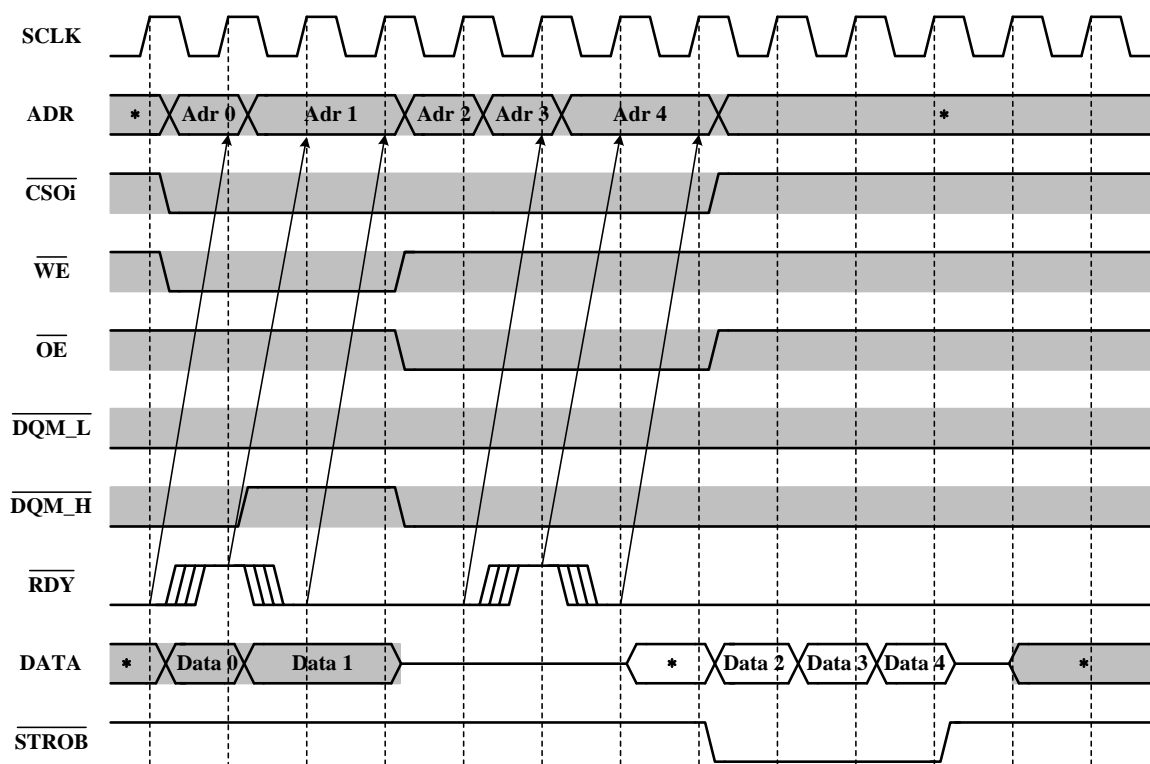 SCLK
ADR * Adr 0 Adr 1 Adr 2 Adr 3 Adr 4 *
CSOi
WE
OE
DQM_L
DQM_H
RDY
DATA * Data 0 Data 1 * Data 2 Data 3 Data 4 *
STROB